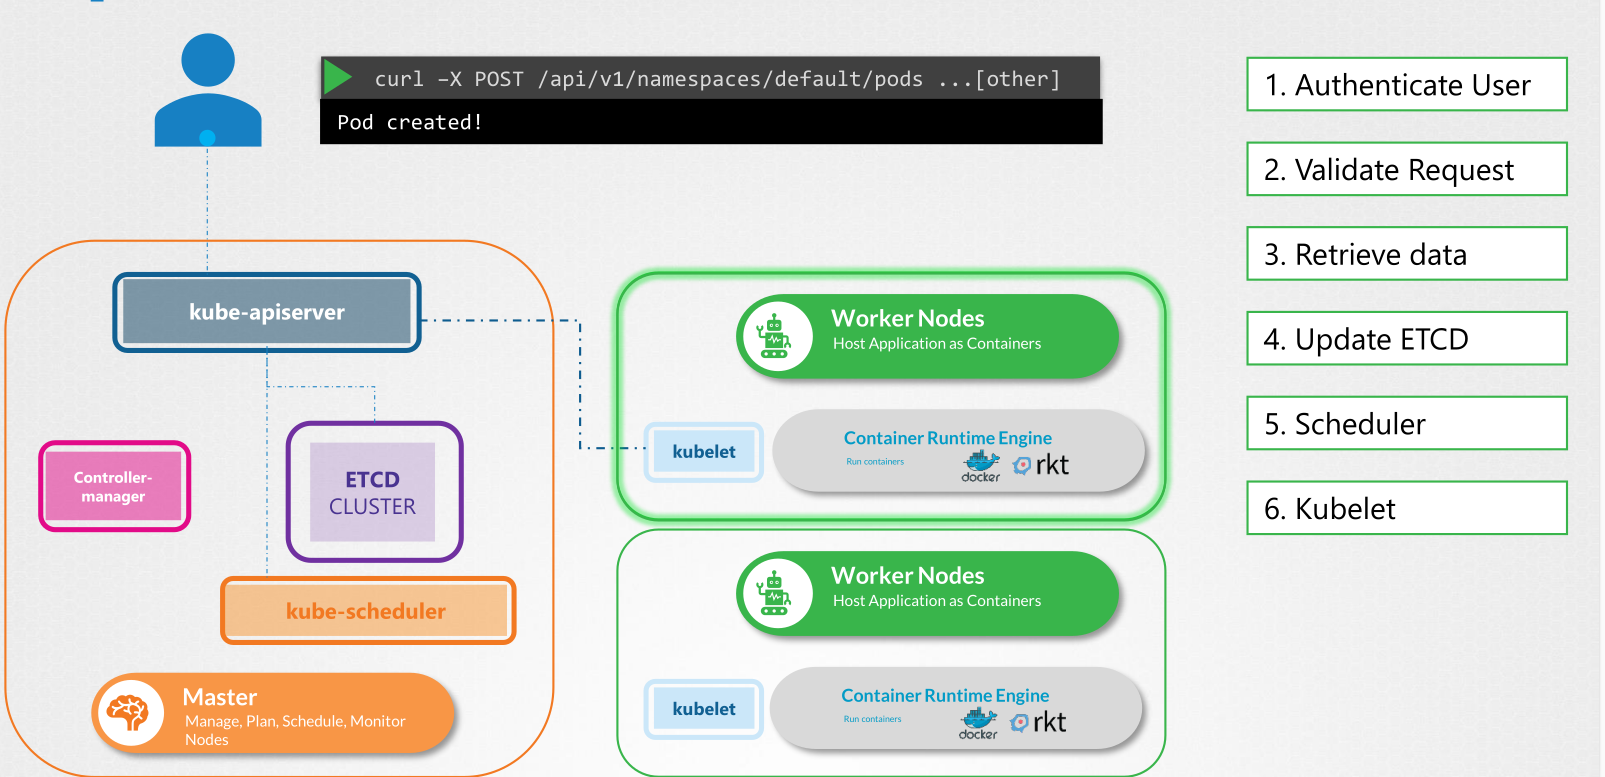 curl –X POST /api/v1/namespaces/default/pods ...[other]
Pod created!
1. Authenticate User
2. Validate Request
3. Retrieve data
4. Update ETCD
5. Scheduler
6. Kubelet
kube-apiserver
Controller-
manager
ETCD
CLUSTER
kube-scheduler
Master
Manage, Plan, Schedule, Monitor
Nodes
Worker Nodes
Host Application as Containers
kubelet
Container Runtime Engine
Run containers
docker
rkt
Worker Nodes
Host Application as Containers
kubelet
Container Runtime Engine
Run containers
docker
rkt